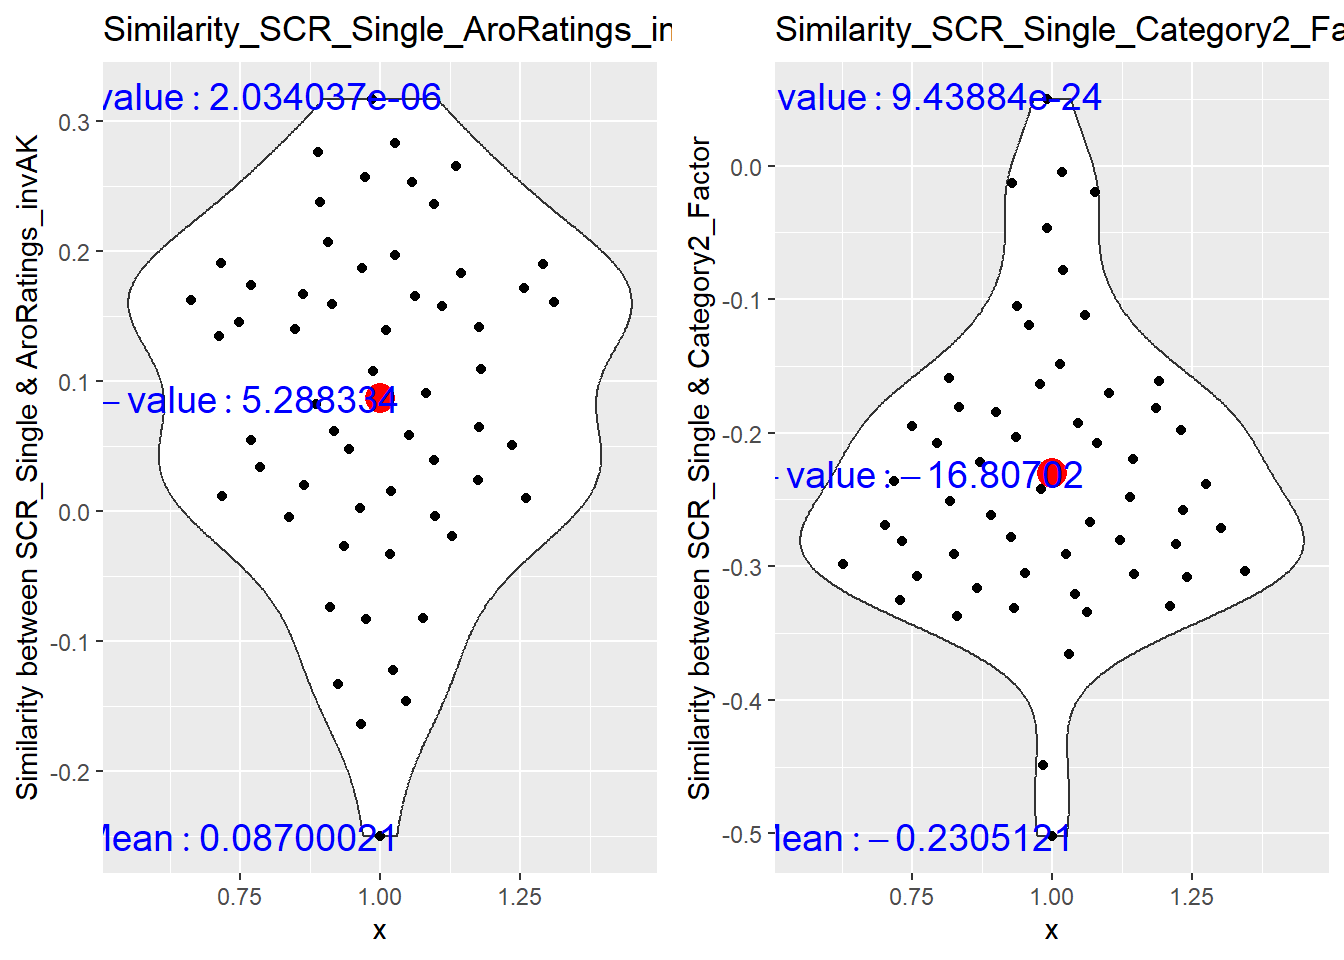 Similarity_SCR_Single_AroRatings_in
Similarity between SCR_Single & AroRatings_invAK
value : 2.034037e-06
– value : 5.288334
Mean : 0.08700021
0.3
0.2
0.1
0.0
-0.1
-0.2
0.75 1.00 1.25
x
Similarity_SCR_Single_Category2_Fa
Similarity between SCR_Single & Category2_Factor
value : 9.43884e-24
- value : −16.80702
lean : −0.2305121
0.0
-0.1
-0.2
-0.3
-0.4
-0.5
0.75 1.00 1.25
x